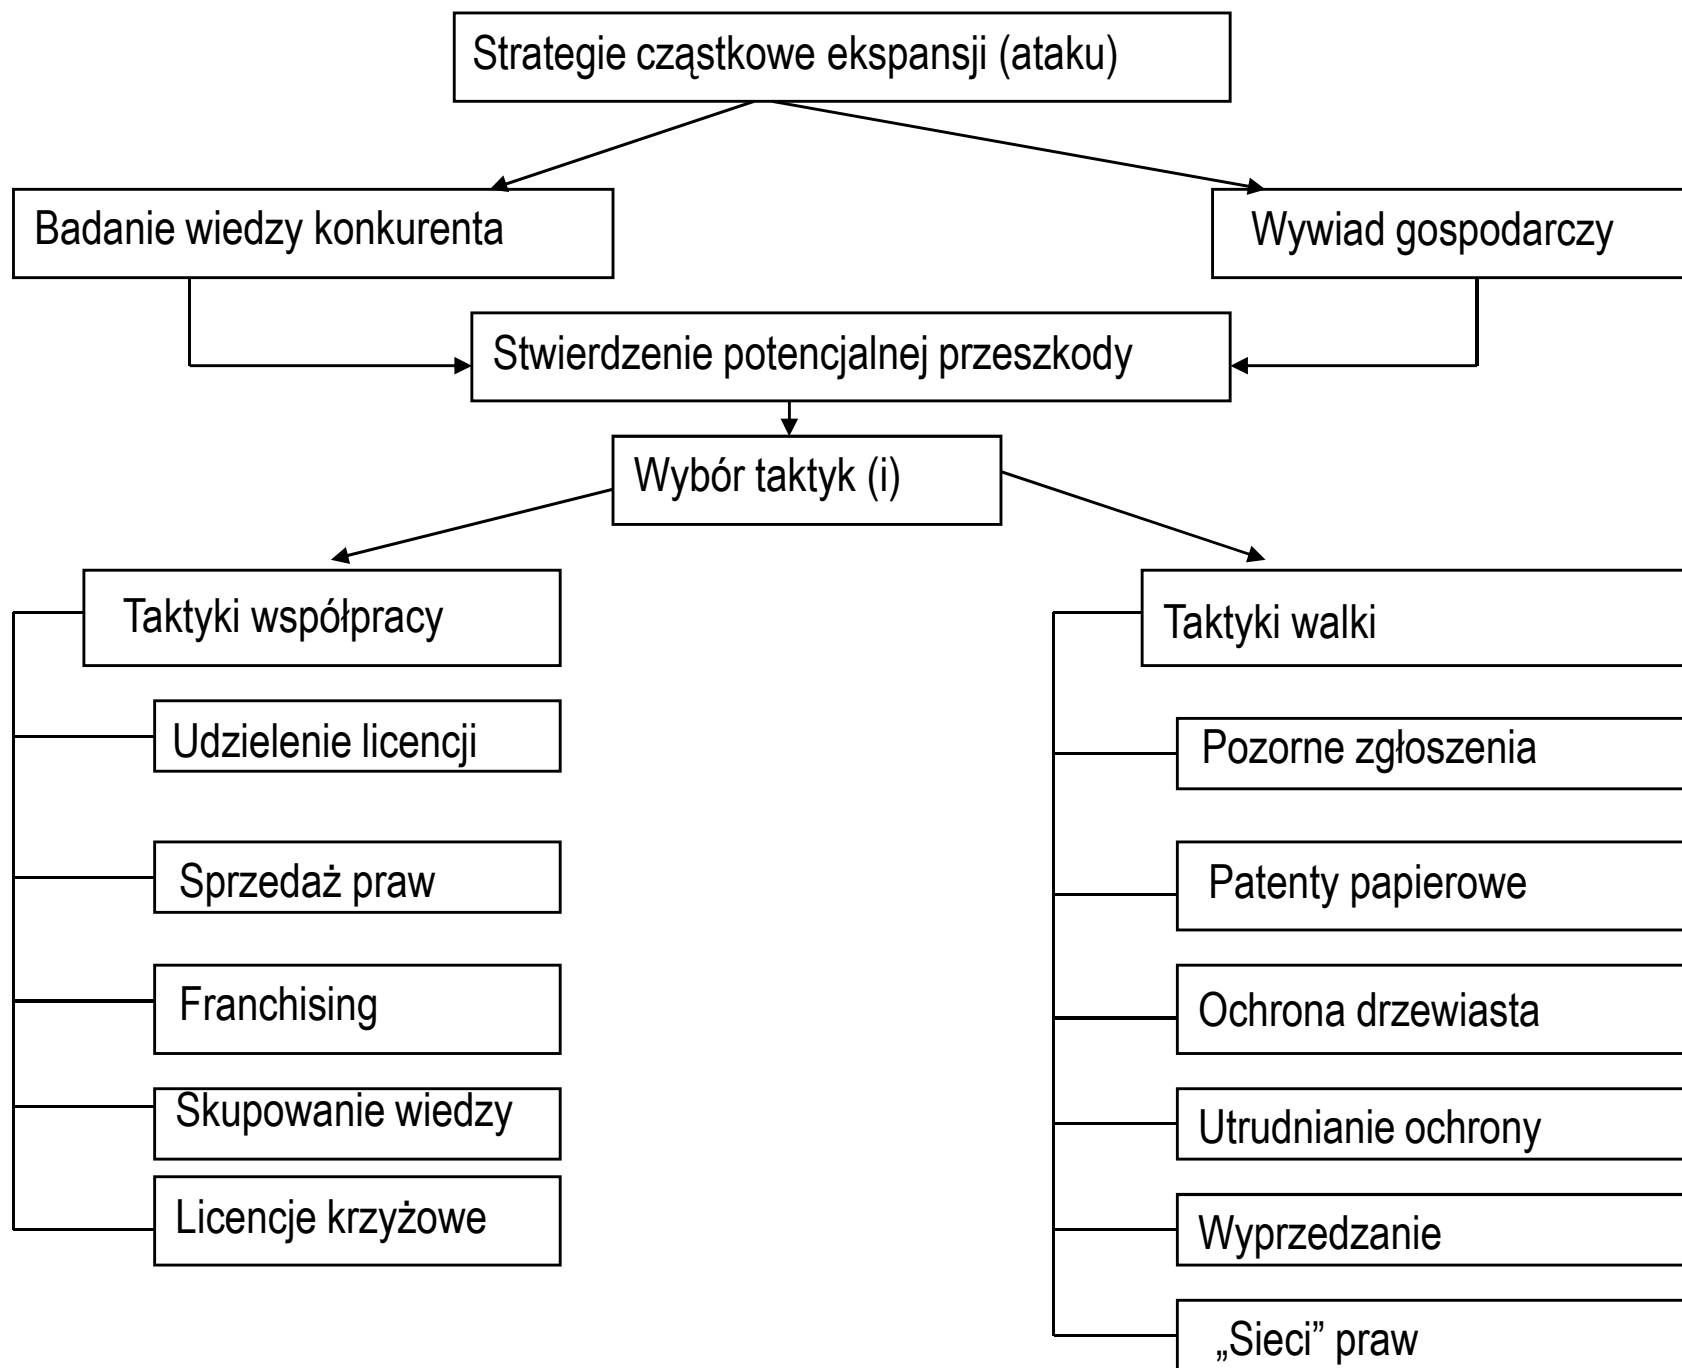 Strategie cząstkowe ekspansji (ataku)
Badanie wiedzy konkurenta
Wywiad gospodarczy
Stwierdzenie potencjalnej przeszkody
Wybór taktyk (i)
Taktyki współpracy
Udzielenie licencji
Sprzedaż praw
Franchising
Skupowanie wiedzy
Licencje krzyżowe
Taktyki walki
Pozorne zgłoszenia
Patenty papierowe
Ochrona drzewiasta
Utrudnianie ochrony
Wyprzedzanie
„Sieci” praw